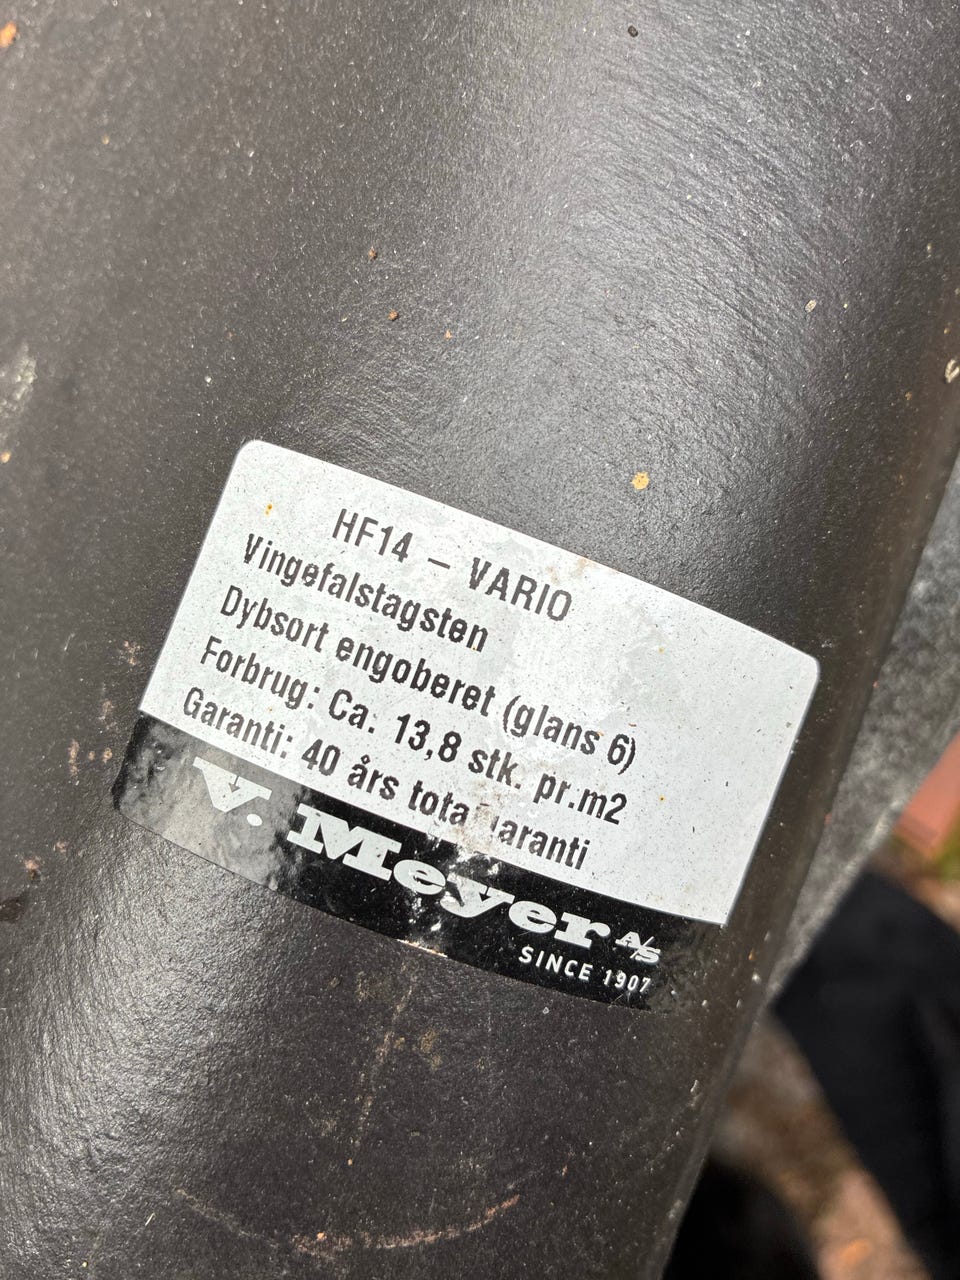 HF14 – VARIO
Vingefalstagsten
Dybsort engoberet (glans 6)
Forbrug: Ca. 13,8 stk. pr.m2
Garanti: 40 års
V. Meyer A/S
SINCE 1907